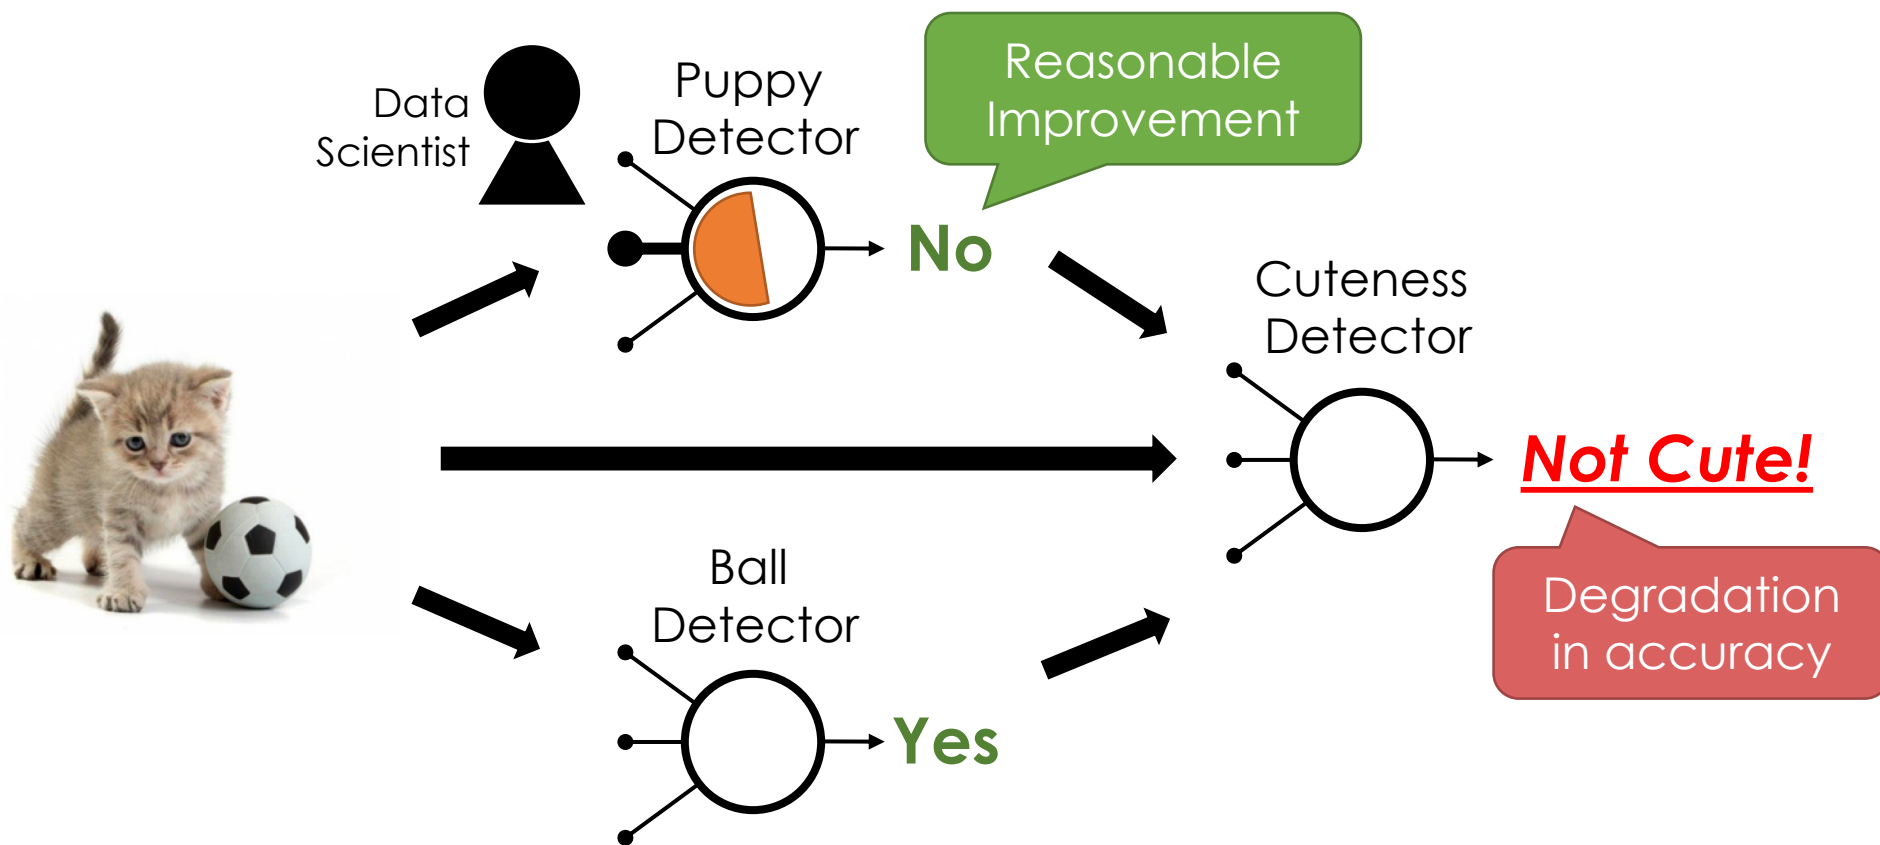 Data
Scientist
Puppy
Detector
Reasonable
Improvement
No
Cuteness
Detector
Not Cute!
Degradation
in accuracy
Ball
Detector
Yes